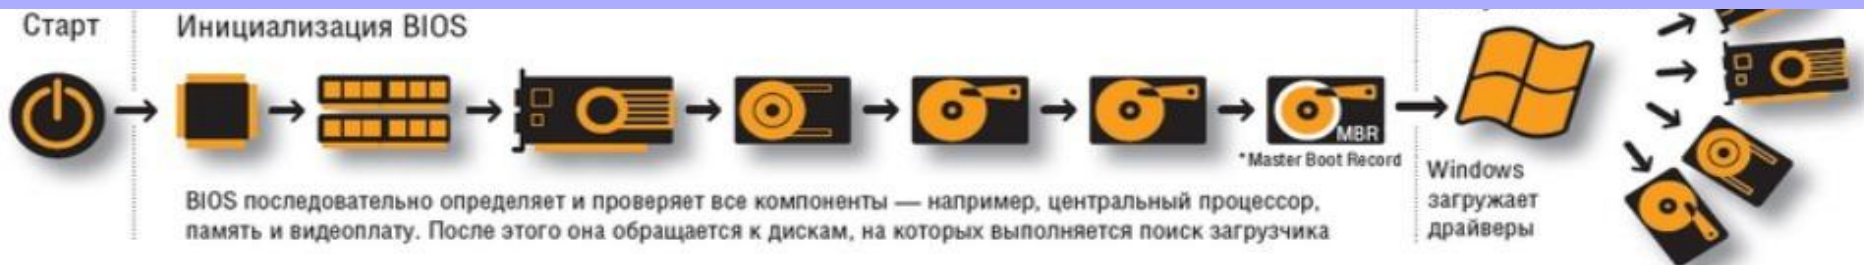 Старт
Инициализация BIOS
MBR
*Master Boot Record
BIOS последовательно определяет и проверяет все компоненты — например, центральный процессор,
память и видеоплату. После этого она обращается к дискам, на которых выполняется поиск загрузчика
Windows
загружает
драйверы